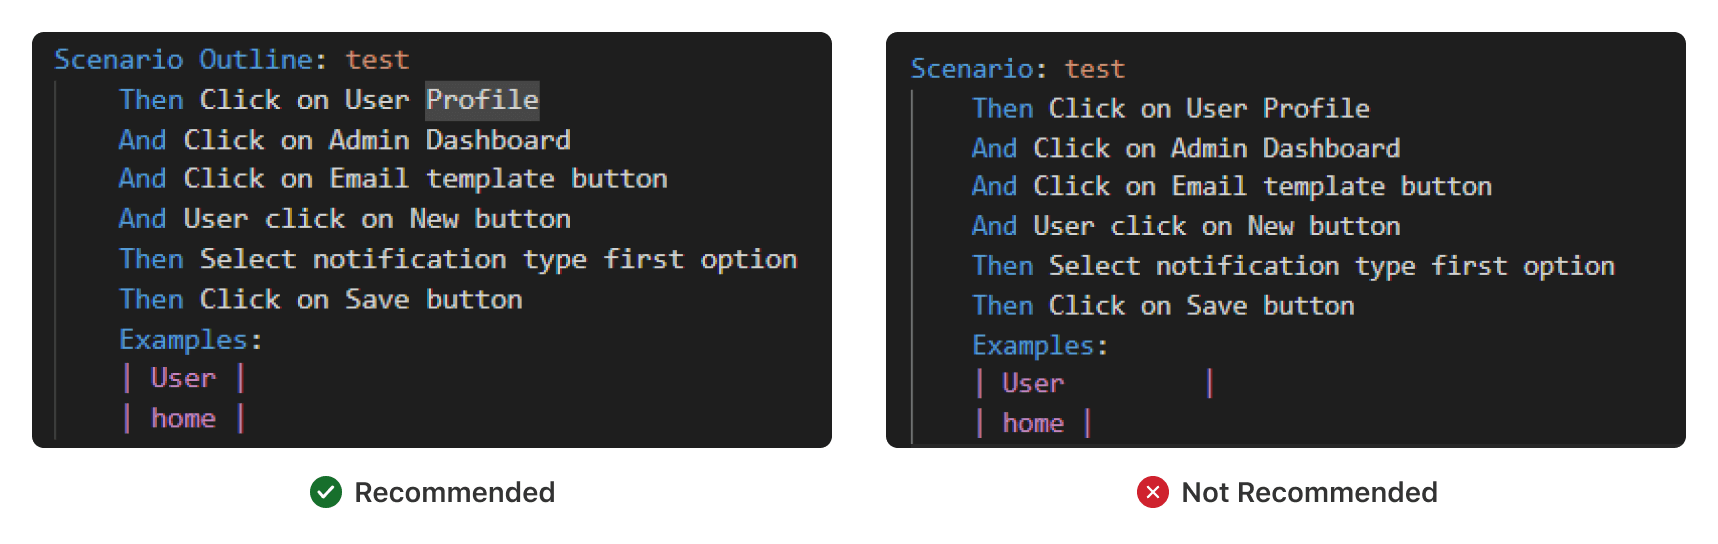 Scenario Outline: test
Then Click on User Profile
And Click on Admin Dashboard
And Click on Email template button
And User click on New button
Then Select notification type first option
Then Click on Save button
Examples:
| User |
| home |
Recommended
Scenario: test
Then Click on User Profile
And Click on Admin Dashboard
And Click on Email template button
And User click on New button
Then Select notification type first option
Then Click on Save button
Examples:
| User         |
| home |
Not Recommended